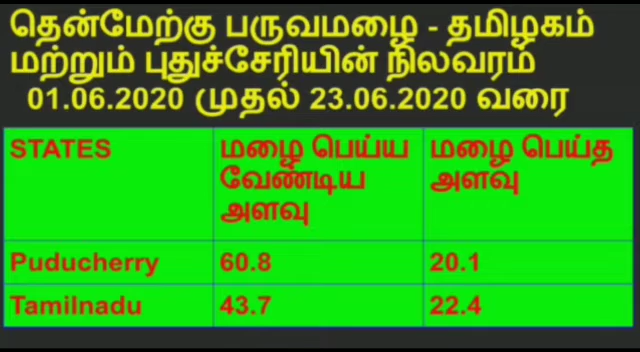 தென்மேற்கு பருவமழை - தமிழகம்
மற்றும் புதுச்சேரியின் நிலவரம்
01.06.2020 முதல் 23.06.2020 வரை
STATES
மழை பெய்ய
வேண்டிய
அளவு
மழை பெய்த
அளவு
Puducherry 60.8 20.1
Tamilnadu 43.7 22.4